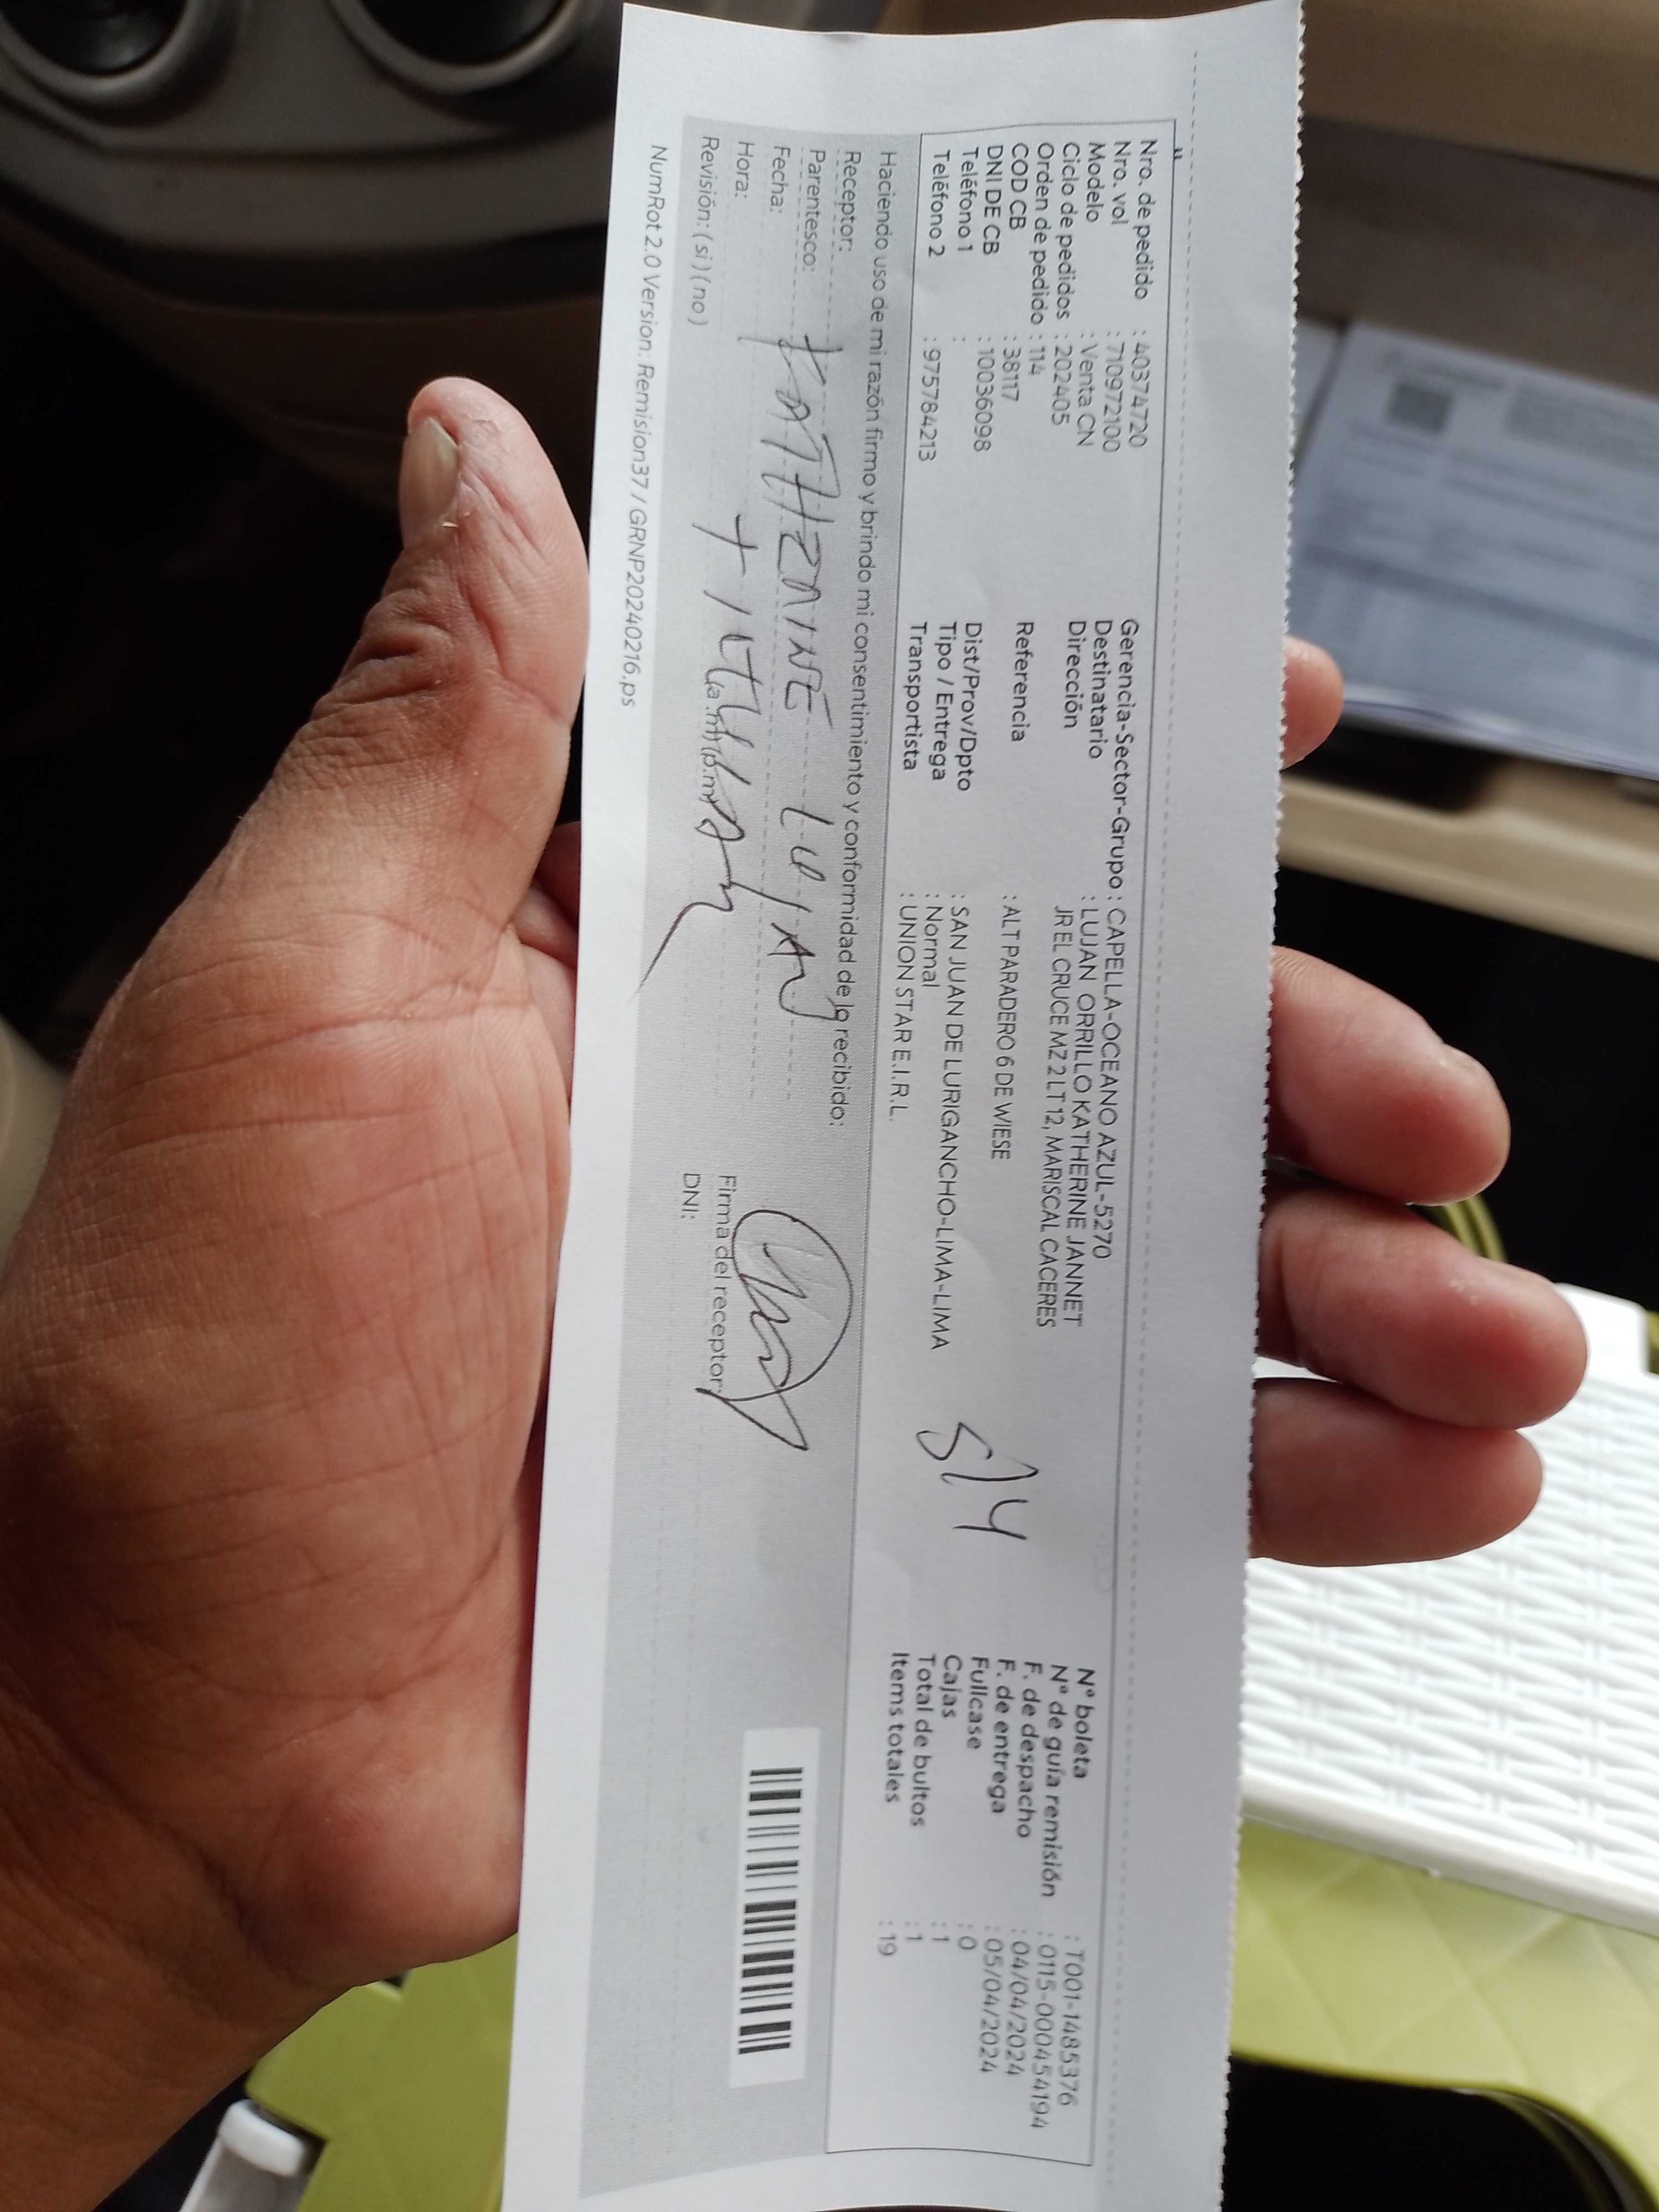 Nro. de pedido : 40374720
Nro. vol : 710972100
Modelo : Venta CN
Ciclo de pedidos : 202405
Orden de pedido : 114
COD CB : 38117
DNI DE CB : 10036098
Teléfono 1 :
Teléfono 2 : 975784213
Gerencia-Sector-Grupo : CAPELLA-OCEANO AZUL-5270
Destinatario : LUJAN ORRILLO KATHERINE JANNET
Dirección JR EL CRUCE MZ 2 LT 12, MARISCAL CACERES
Referencia : ALT PARADERO 6 DE WIESE
Dist/Prov/Dpto : SAN JUAN DE LURIGANCHO-LIMA-LIMA
Tipo / Entrega : Normal
Transportista : UNION STAR E.I.R.L.
5/4
N° boleta : T001-1485376
N° de guía remisión : 0115-000454194
F. de despacho : 04/04/2024
F. de entrega : 05/04/2024
Fullcase : 0
Cajas : 1
Total de bultos : 1
Items totales : 19
Haciendo uso de mi razón firmo y brindo mi consentimiento y conformidad de lo recibido:
Receptor:
Parentesco: LUJAN
Fecha:
Hora: (a.m) (p.m)
Revisión: ( si ) ( no )
Firma del receptor
DNI:
NumRot 2.0 Version: Remision37 / GRNP20240216.ps